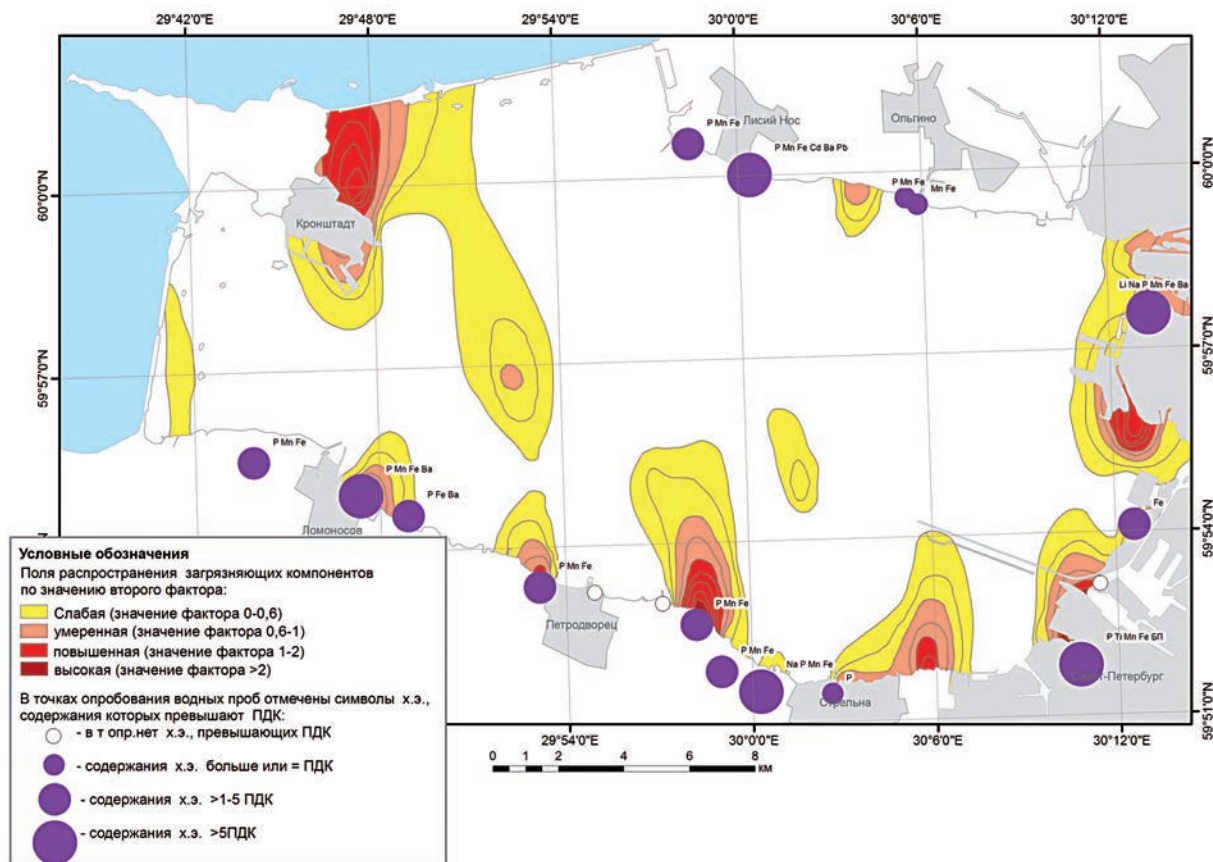 29°42'0"E
29°48'0"E
29°54'0"E
30°0'0"E
30°6'0"E
30°12'0"E
P Mn Fe
Лисий Нос
Ольгино
P Mn Fe Cd Ba Pb
60°0'0"N
60°0'0"N
P Mn Fe
Mn Fe
Кронштадт
Li Na P Mn Fe Ba
59°57'0"N
59°57'0"N
P Mn Fe
P Mn Fe Ba
P Fe Ba
Fe
Ломоносов
59°54'0"N
P Mn Fe
Петродворец
P Mn Fe
P Mn Fe
Na P Mn Fe
P
Стрельна
P Ti Mn Fe БП
Санкт-Петербург
59°51'0"N
29°54'0"E
30°0'0"E
30°6'0"E
30°12'0"E
0 1 2 4 6 8
КМ
Условные обозначения
Поля распространения загрязняющих компонентов
по значению второго фактора:
Слабая (значение фактора 0-0,6)
умеренная (значение фактора 0,6-1)
повышенная (значение фактора 1-2)
высокая (значение фактора >2)
В точках опробования водных проб отмечены символы х.э.,
содержания которых превышают ПДК:
- в т опр.нет х.э., превышающих ПДК
- содержания х.э. больше или = ПДК
- содержания х.э. >1-5 ПДК
- содержания х.э. >5ПДК